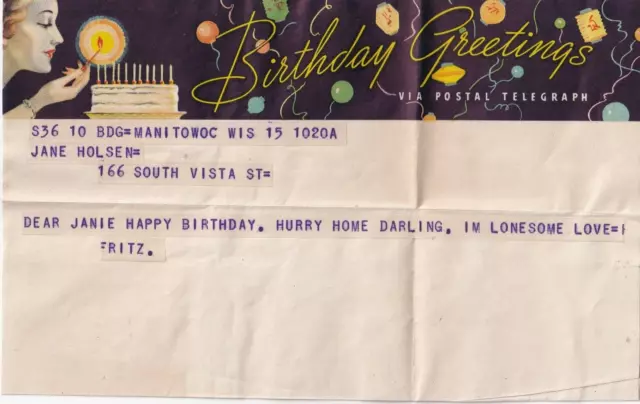 Birthday Greetings
VIA POSTAL TELEGRAPH
S36 10 BDG=MANITOWOC WIS 15 1020A
JANE HOLSEN=
166 SOUTH VISTA ST=
DEAR JANIE HAPPY BIRTHDAY. HURRY HOME DARLING. IM LONESOME LOVE=
FRITZ.